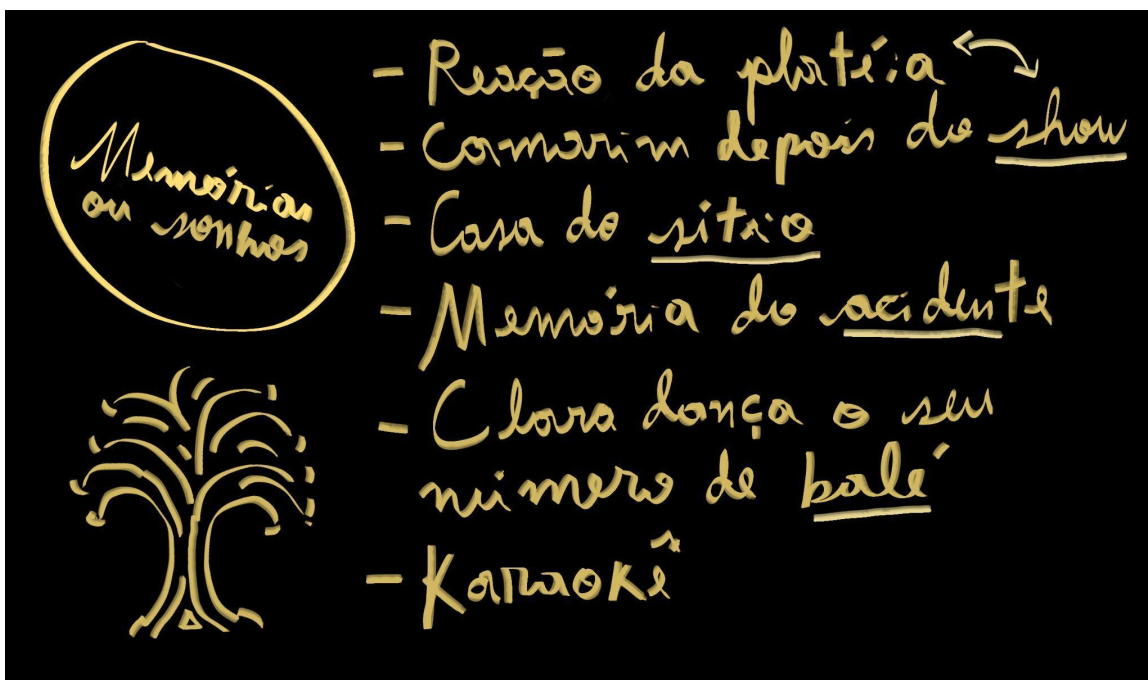 Memórias
ou sonhos
- Reação da platéia
- Camarim depois do show
- Casa do sítio
- Memória do acidente
- Clara dança o seu
número de balé
- Karaokê